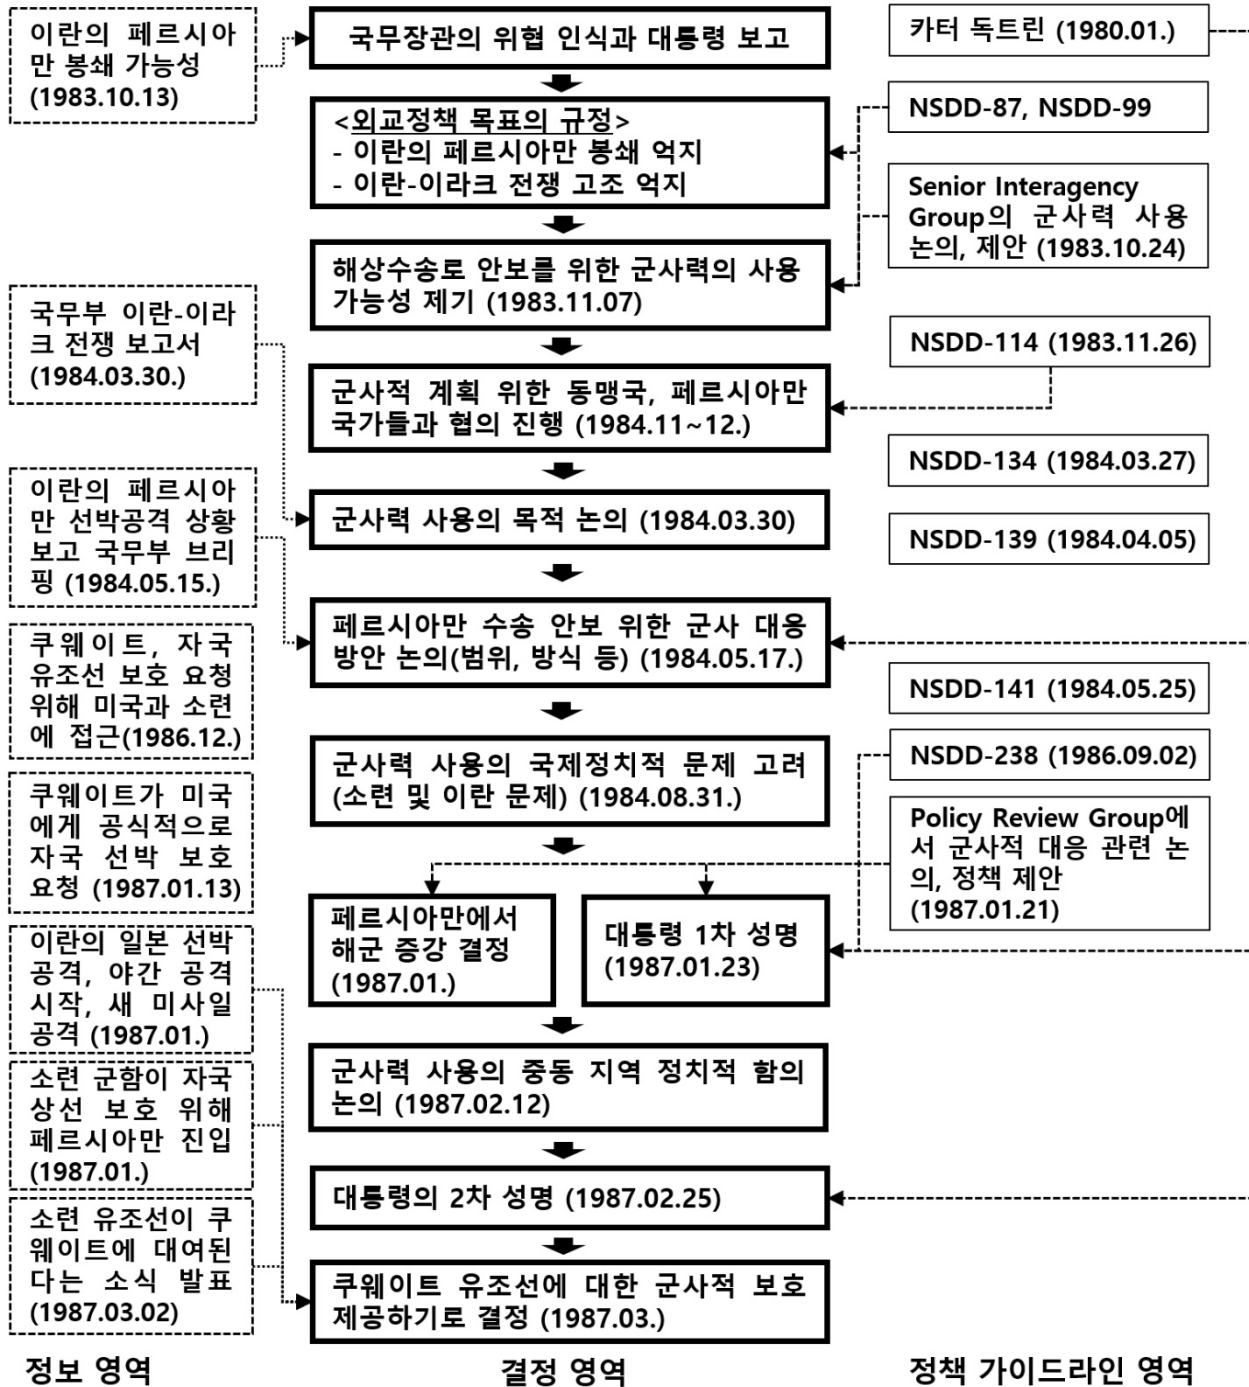 이란의 페르시아
만 봉쇄 가능성
(1983.10.13)
국무부 이란-이라
크 전쟁 보고서
(1984.03.30.)
이란의 페르시아
만 선박공격 상황
보고 국무부 브리
핑 (1984.05.15.)
쿠웨이트, 자국
유조선 보호 요청
위해 미국과 소련
에 접근(1986.12.)
쿠웨이트가 미국
에게 공식적으로
자국 선박 보호
요청 (1987.01.13)
이란의 일본 선박
공격, 야간 공격
시작, 새 미사일
공격 (1987.01.)
소련 군함이 자국
상선 보호 위해
페르시아만 진입
(1987.01.)
소련 유조선이 쿠
웨이트에 대여된
다는 소식 발표
(1987.03.02)
정보 영역
국무장관의 위협 인식과 대통령 보고
<외교정책 목표의 규정>
- 이란의 페르시아만 봉쇄 억지
- 이란-이라크 전쟁 고조 억지
해상수송로 안보를 위한 군사력의 사용
가능성 제기 (1983.11.07)
군사적 계획 위한 동맹국, 페르시아만
국가들과 협의 진행 (1984.11~12.)
군사력 사용의 목적 논의 (1984.03.30)
페르시아만 수송 안보 위한 군사 대응
방안 논의(범위, 방식 등) (1984.05.17.)
군사력 사용의 국제정치적 문제 고려
(소련 및 이란 문제) (1984.08.31.)
페르시아만에서
해군 증강 결정
(1987.01.)
대통령 1차 성명
(1987.01.23)
군사력 사용의 중동 지역 정치적 함의
논의 (1987.02.12)
대통령의 2차 성명 (1987.02.25)
쿠웨이트 유조선에 대한 군사적 보호
제공하기로 결정 (1987.03.)
결정 영역
카터 독트린 (1980.01.)
NSDD-87, NSDD-99
Senior Interagency
Group의 군사력 사용
논의, 제안 (1983.10.24)
NSDD-114 (1983.11.26)
NSDD-134 (1984.03.27)
NSDD-139 (1984.04.05)
NSDD-141 (1984.05.25)
NSDD-238 (1986.09.02)
Policy Review Group에
서 군사적 대응 관련 논
의, 정책 제안
(1987.01.21)
정책 가이드라인 영역